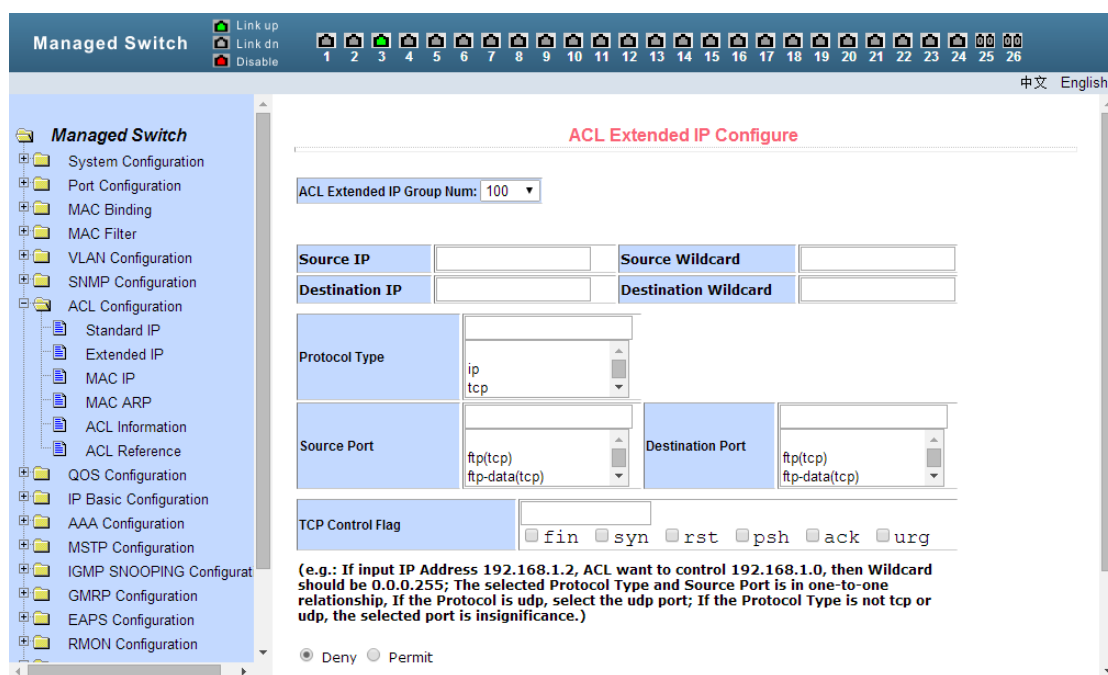 Managed Switch
Link up
Link dn
Disable
1 2 3 4 5 6 7 8 9 10 11 12 13 14 15 16 17 18 19 20 21 22 23 24 25 26
中文 English
Managed Switch
System Configuration
Port Configuration
MAC Binding
MAC Filter
VLAN Configuration
SNMP Configuration
ACL Configuration
Standard IP
Extended IP
MAC IP
MAC ARP
ACL Information
ACL Reference
QOS Configuration
IP Basic Configuration
AAA Configuration
MSTP Configuration
IGMP SNOOPING Configurat
GMRP Configuration
EAPS Configuration
RMON Configuration
ACL Extended IP Configure
ACL Extended IP Group Num: 100
Source IP Source Wildcard
Destination IP Destination Wildcard
Protocol Type
ip
tcp
Source Port
ftp(tcp)
ftp-data(tcp)
Destination Port
ftp(tcp)
ftp-data(tcp)
TCP Control Flag
fin syn rst psh ack urg
(e.g.: If input IP Address 192.168.1.2, ACL want to control 192.168.1.0, then Wildcard
should be 0.0.0.255; The selected Protocol Type and Source Port is in one-to-one
relationship, If the Protocol is udp, select the udp port; If the Protocol Type is not tcp or
udp, the selected port is insignificance.)
Deny Permit